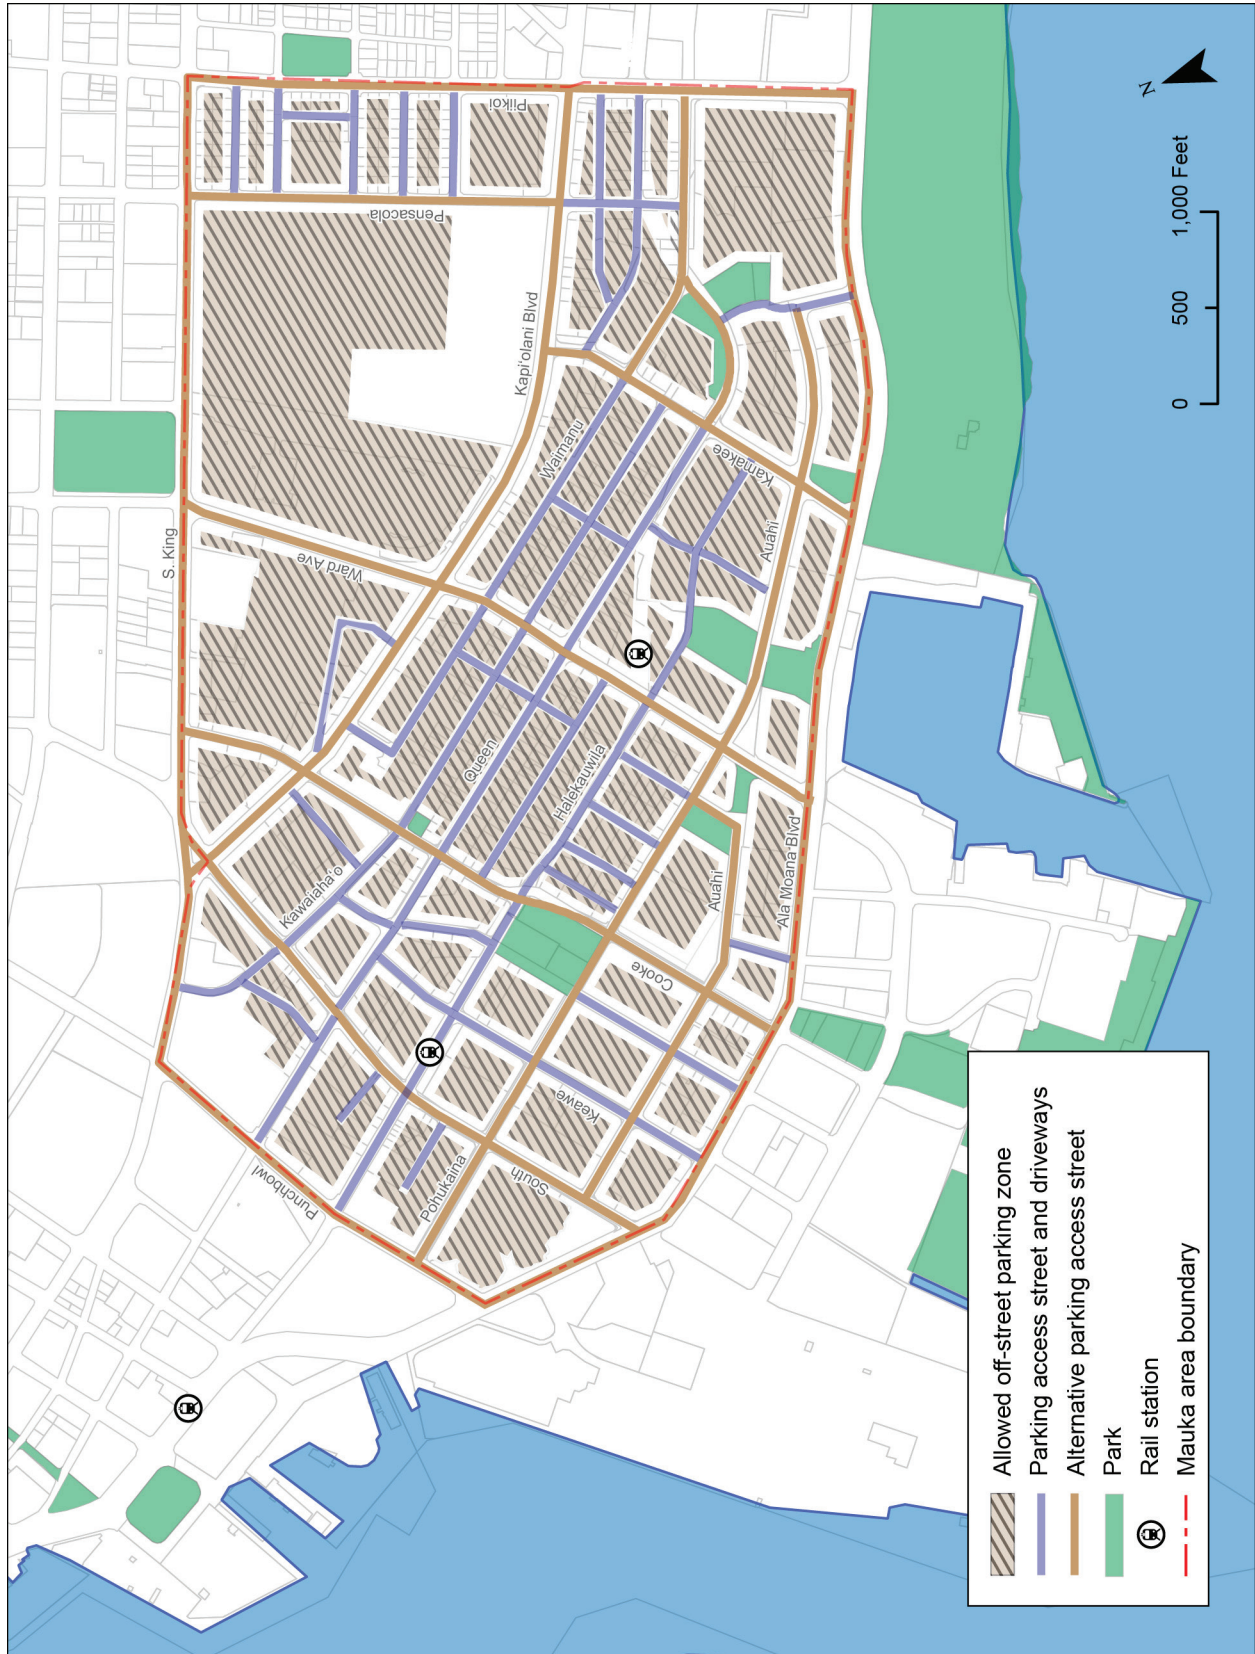 Piikoi
Pensacola
Kapi'olani Blvd
S. King
Ward Ave
Waimanu
Kamakee
Auahi
Queen
Halekauwila
Kawaiaha'o
Auahi
Ala Moana Blvd
Cooke
Keawe
South
Pohukaina
Punchbowl
N
0 500 1,000 Feet
Allowed off-street parking zone
Parking access street and driveways
Alternative parking access street
Park
Rail station
Mauka area boundary